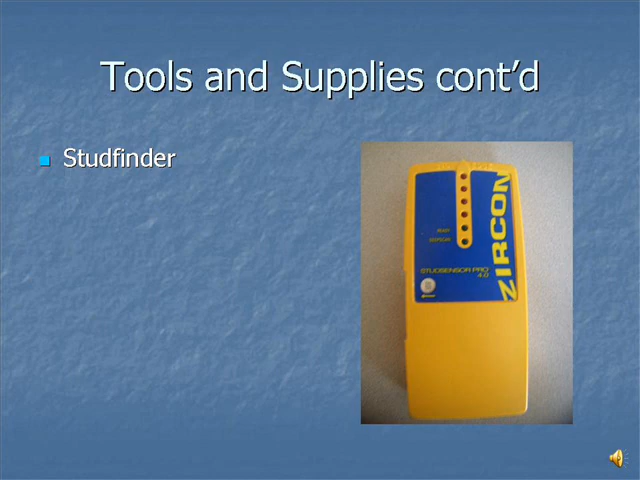 Tools and Supplies cont’d
Studfinder
ZIRCON
STUDSENSOR PRO
4.0